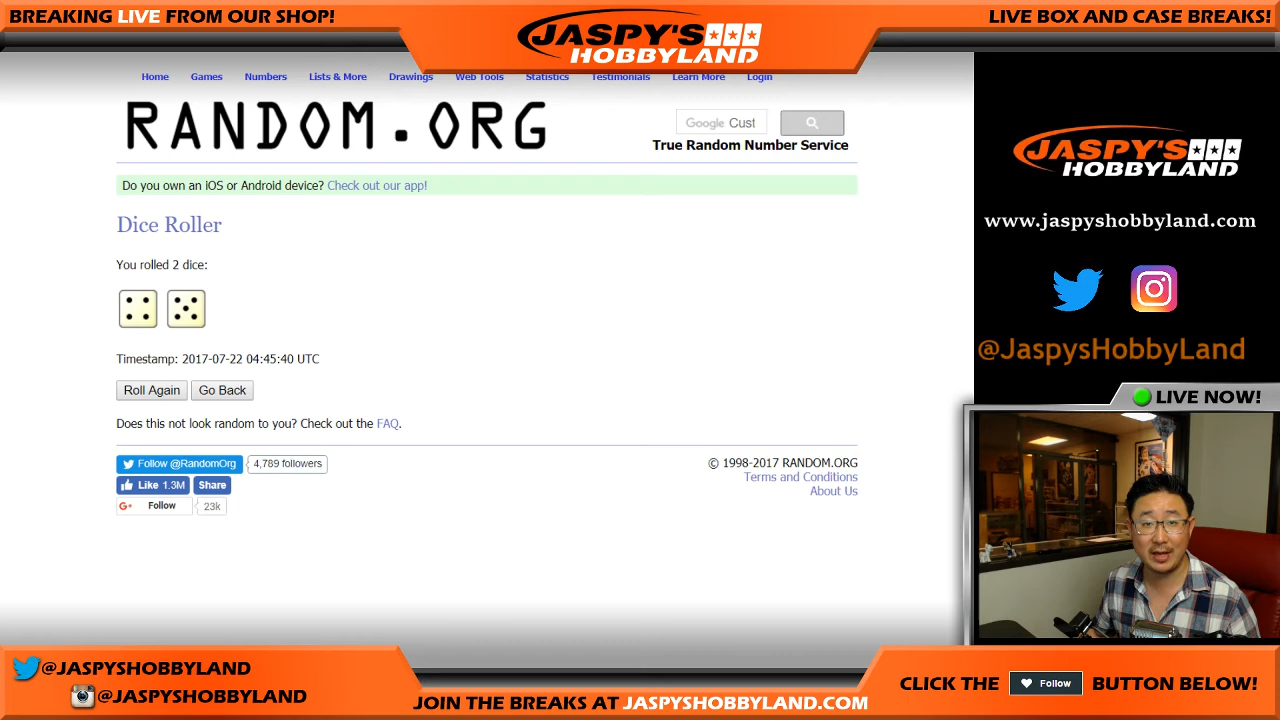 BREAKING LIVE FROM OUR SHOP!
JASPY'S
HOBBYLAND
LIVE BOX AND CASE BREAKS!
Home Games Numbers Lists & More Drawings Web Tools Statistics Testimonials Learn More Login
RANDOM.ORG
Google Cust
True Random Number Service
Do you own an iOS or Android device? Check out our app!
Dice Roller
You rolled 2 dice:
Timestamp: 2017-07-22 04:45:40 UTC
Roll Again Go Back
Does this not look random to you? Check out the FAQ.
Follow @RandomOrg 4,789 followers
Like 1.3M Share
G+ Follow 23k
© 1998-2017 RANDOM.ORG
Terms and Conditions
About Us
JASPY'S
HOBBYLAND
www.jaspyshobbyland.com
@JaspysHobbyLand
LIVE NOW!
@JASPYSHOBBYLAND
@JASPYSHOBBYLAND
JOIN THE BREAKS AT JASPYSHOBBYLAND.COM
CLICK THE Follow BUTTON BELOW!